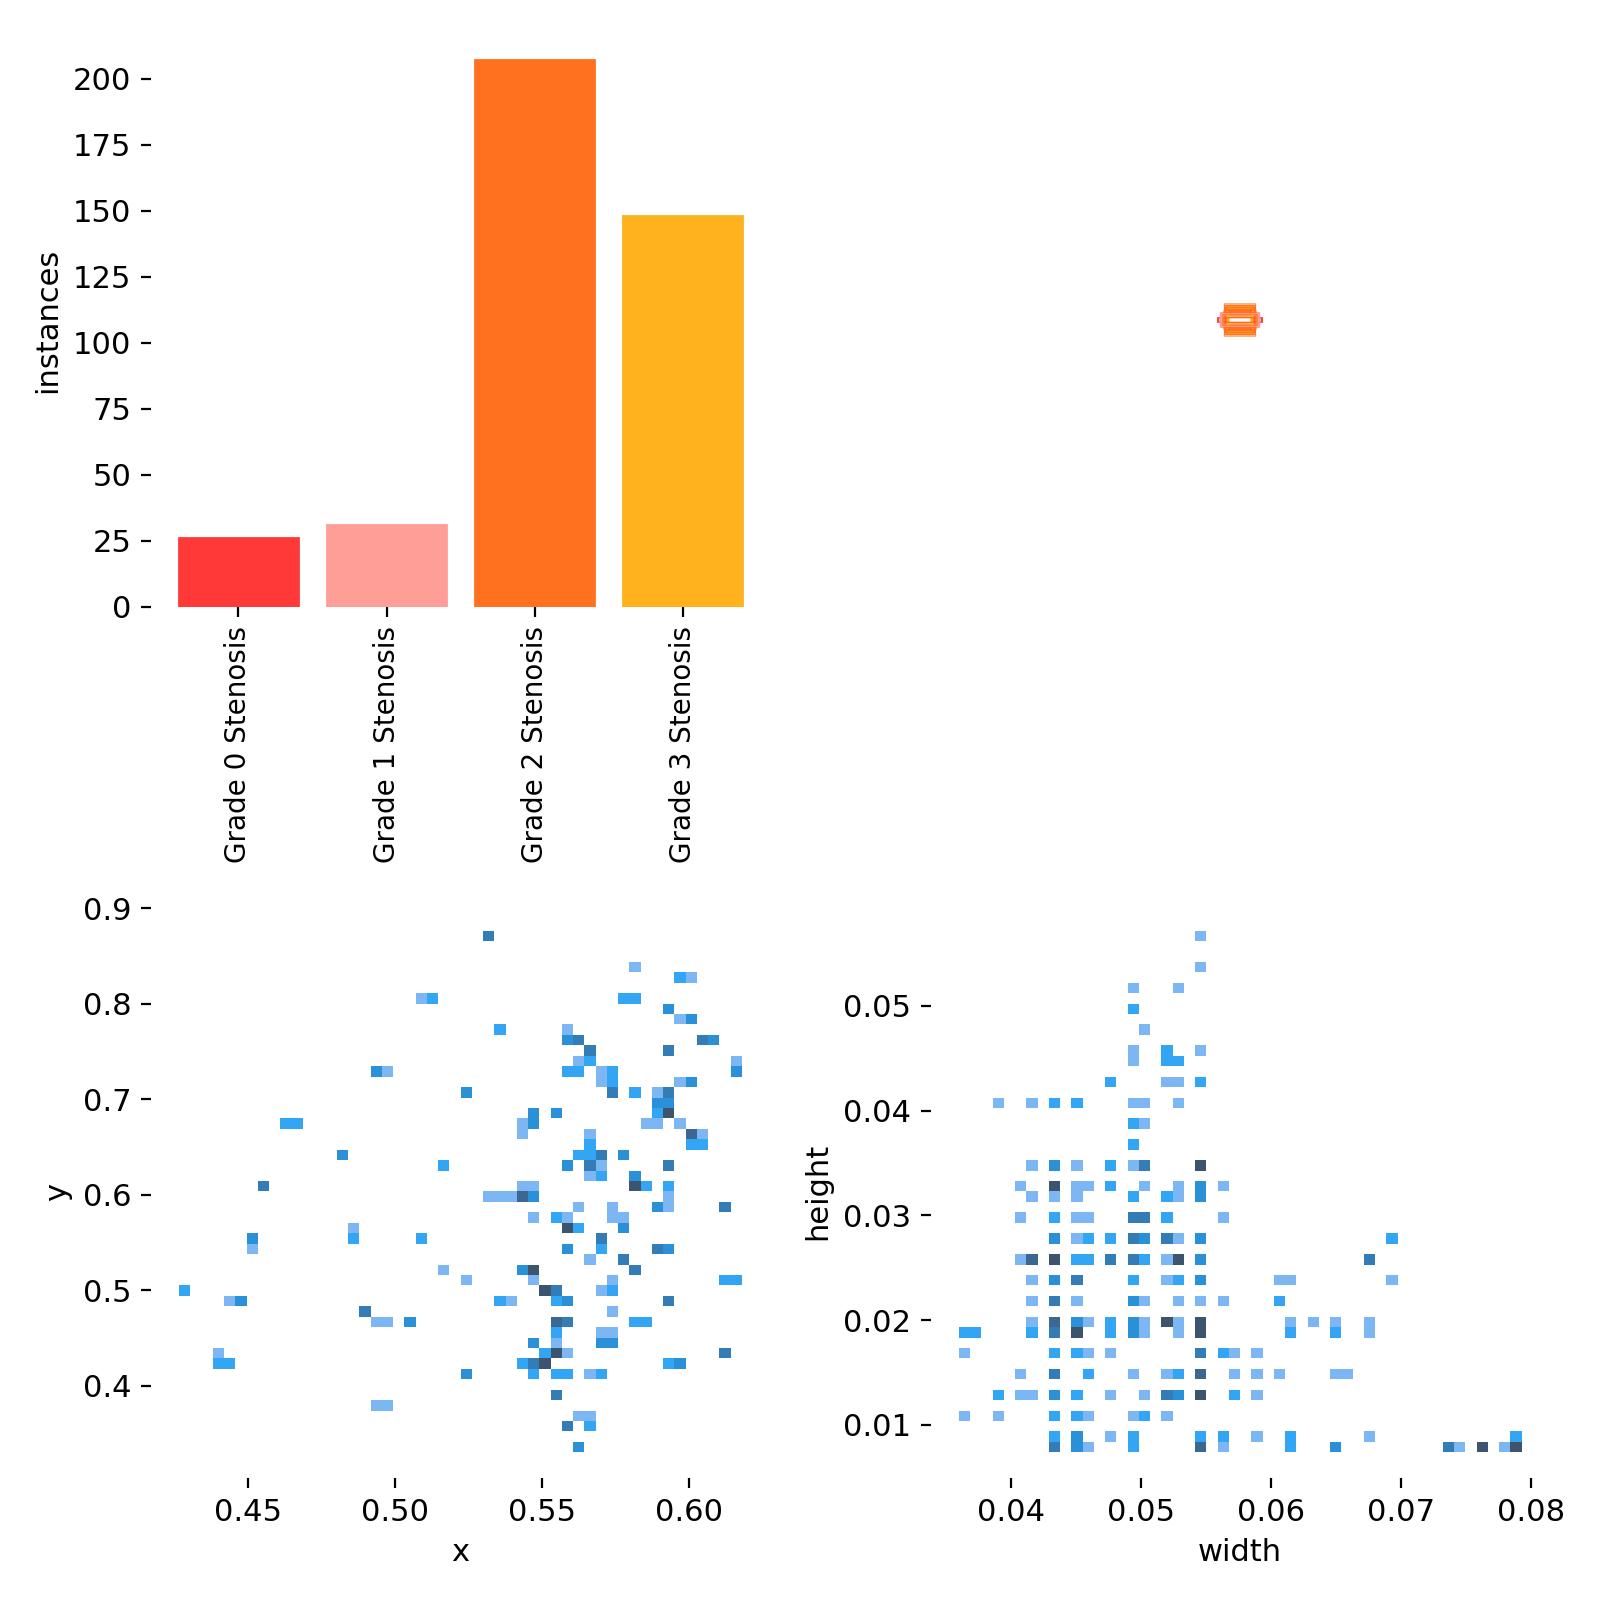 200
175
150
125
100
75
50
25
0
instances
Grade 0 Stenosis
Grade 1 Stenosis
Grade 2 Stenosis
Grade 3 Stenosis
0.9
0.8
0.7
0.6
0.5
0.4
y
0.45 0.50 0.55 0.60
x
0.05
0.04
0.03
0.02
0.01
height
0.04 0.05 0.06 0.07 0.08
width